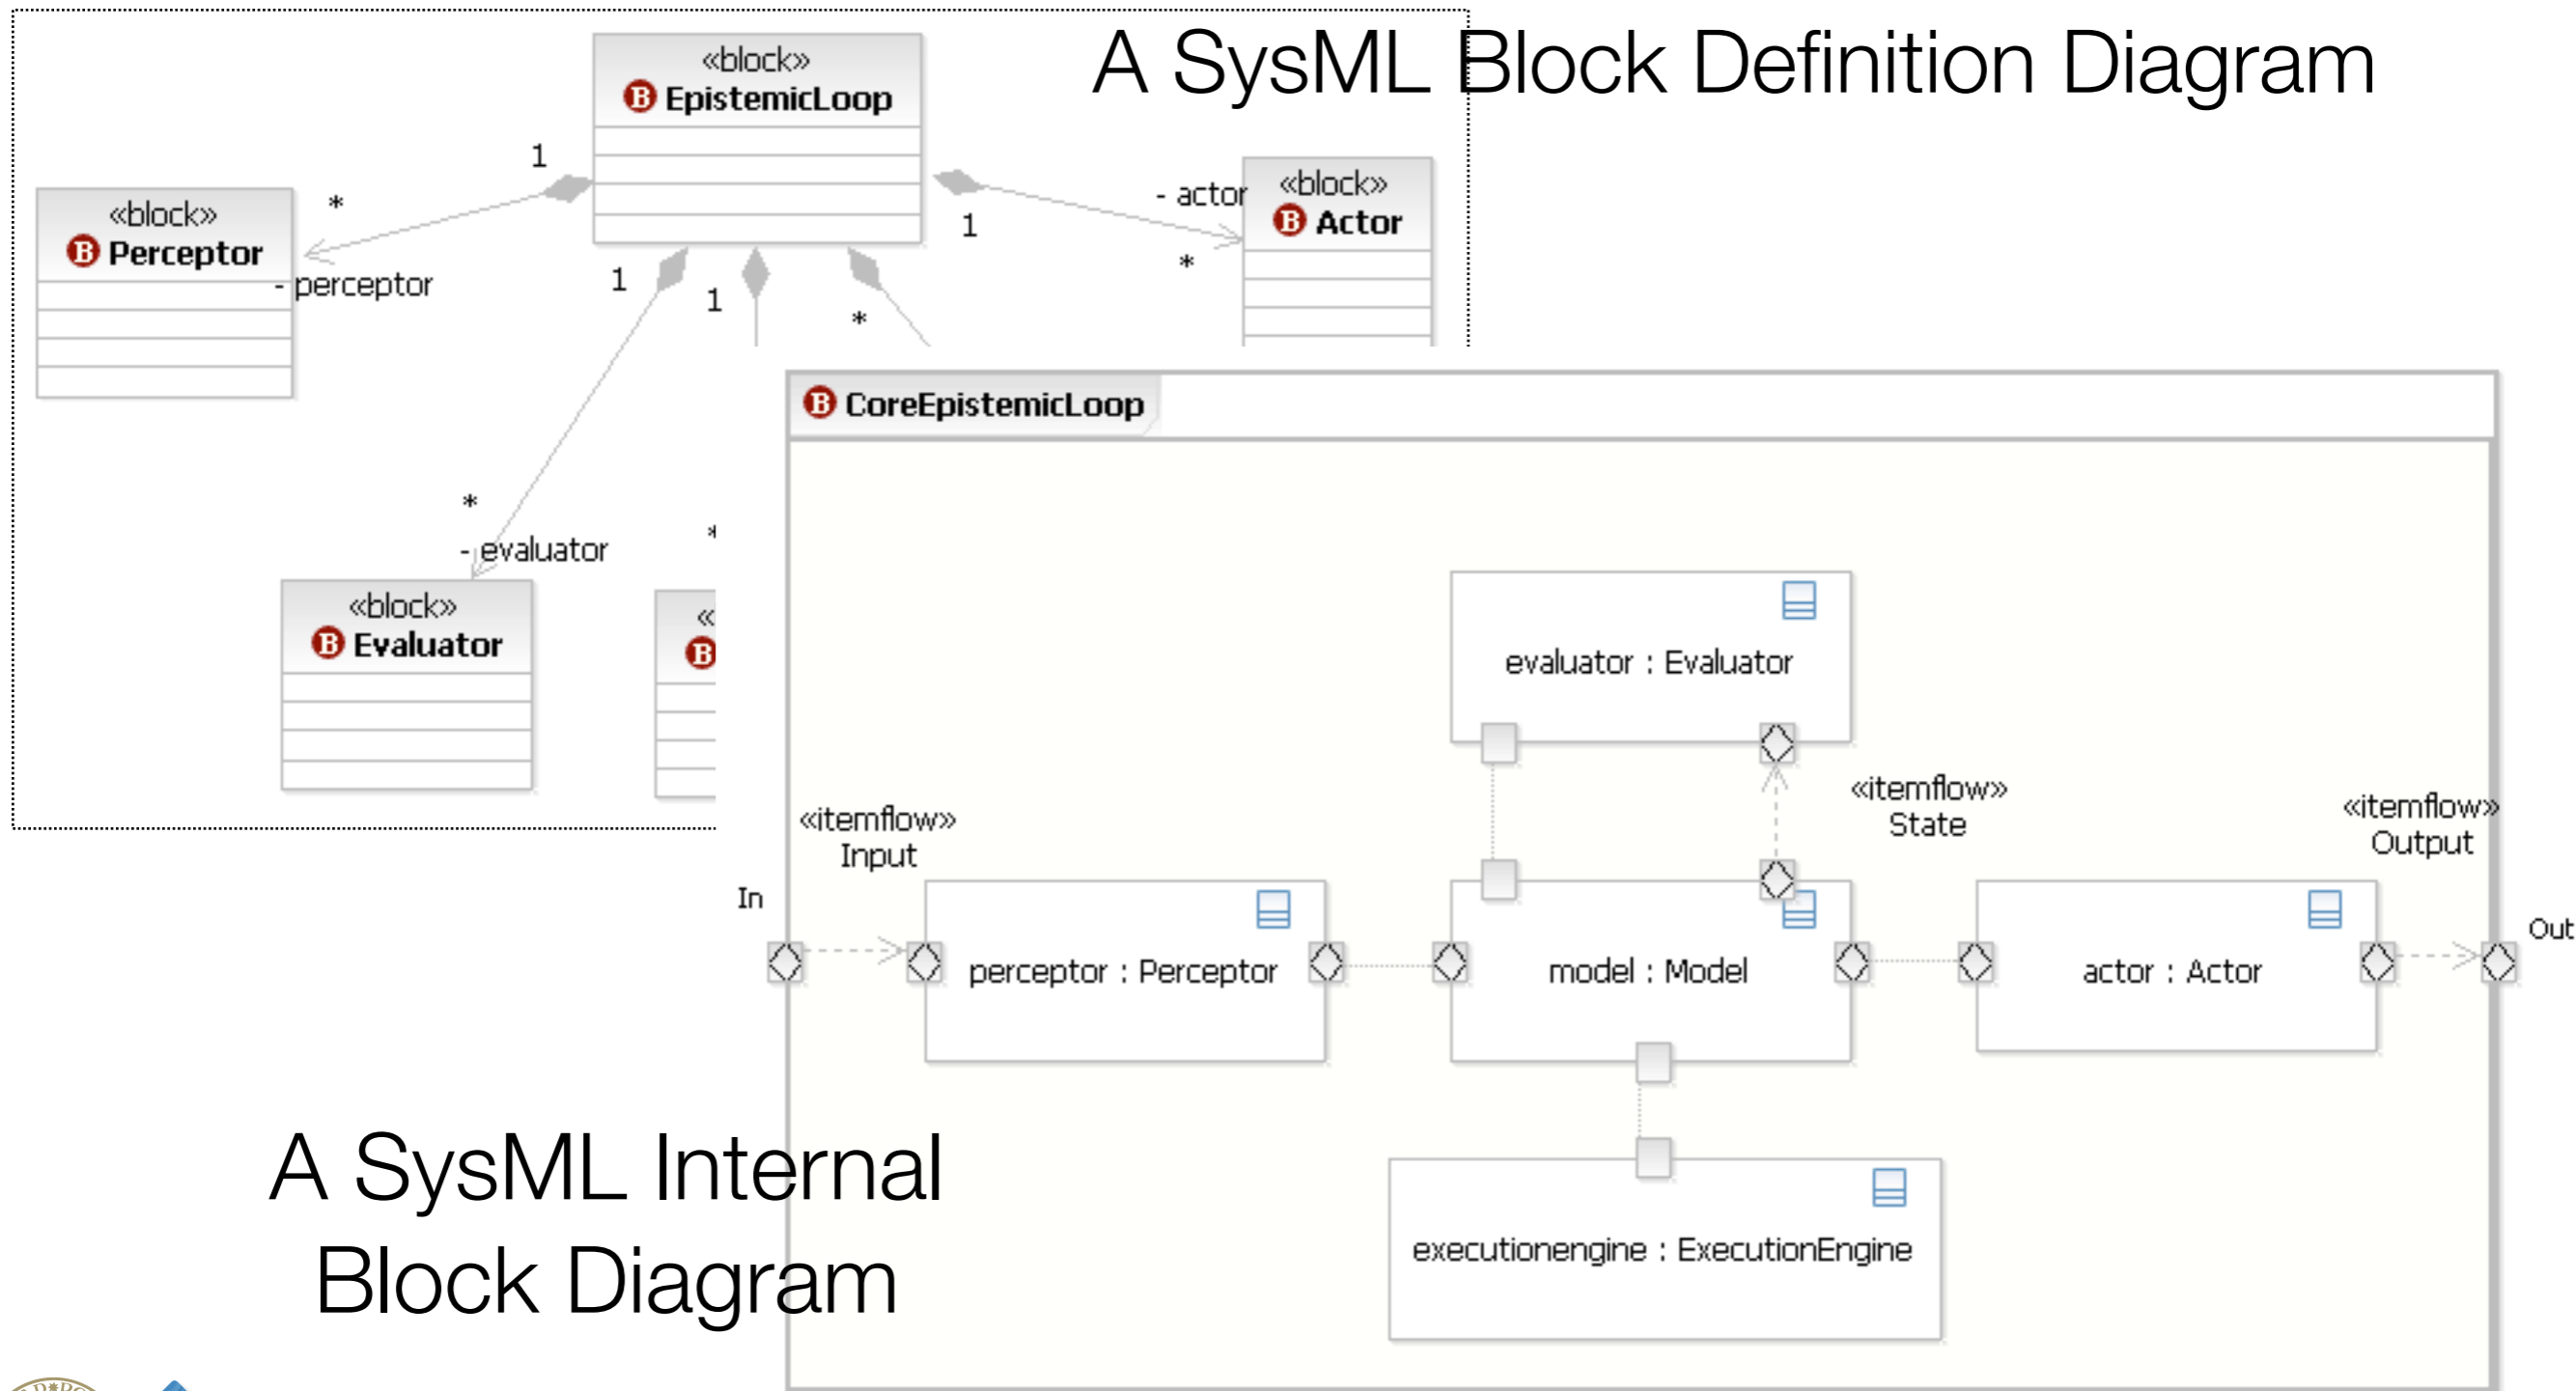 A SysML Block Definition Diagram
«block»
EpistemicLoop
1
*
«block»
Perceptor
- perceptor
- actor
1
*
«block»
Actor
1
1
*
*
- evaluator
*
«block»
Evaluator
«
CoreEpistemicLoop
evaluator : Evaluator
«itemflow»
State
«itemflow»
Input
«itemflow»
Output
In
Out
perceptor : Perceptor
model : Model
actor : Actor
executionengine : ExecutionEngine
A SysML Internal
Block Diagram